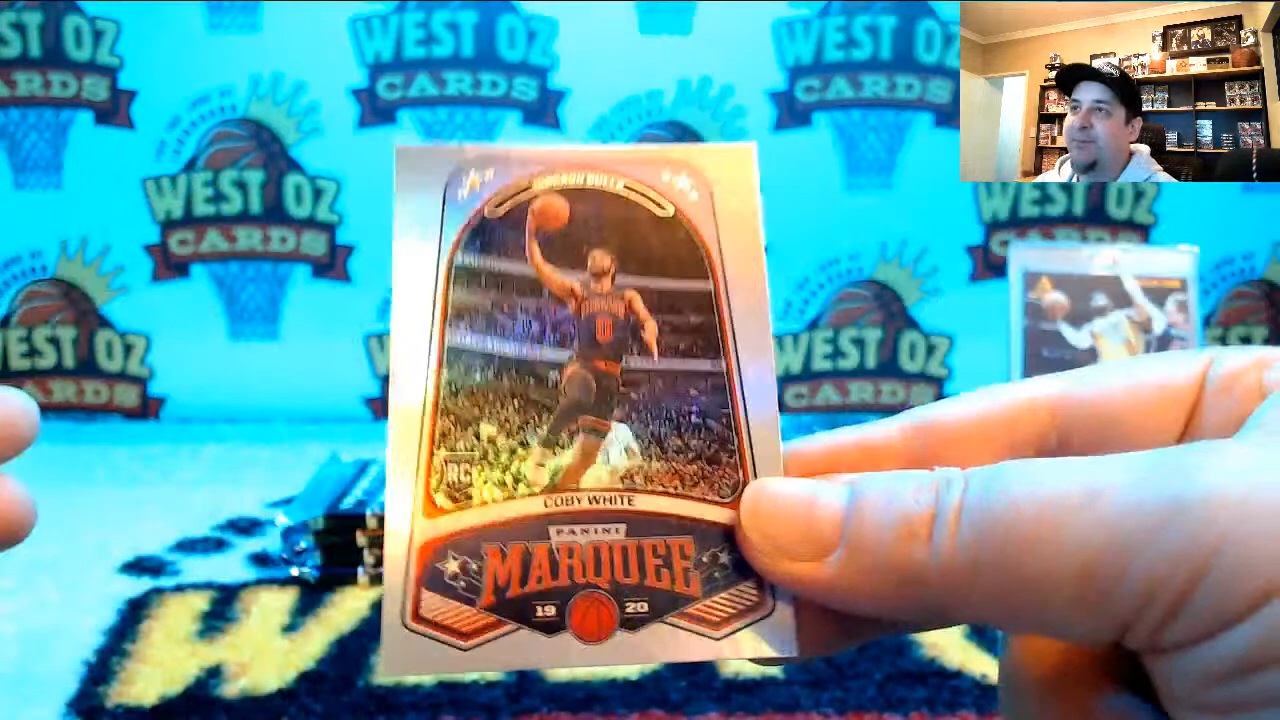 WEST OZ
CARDS
WEST OZ
CARDS
WEST OZ
CARDS
WEST OZ
CARDS
WEST OZ
CARDS
WEST OZ
CARDS
WEST OZ
CARDS
CHICAGO BULLS
0
RC
COBY WHITE
PANINI
MARQUEE
19 20